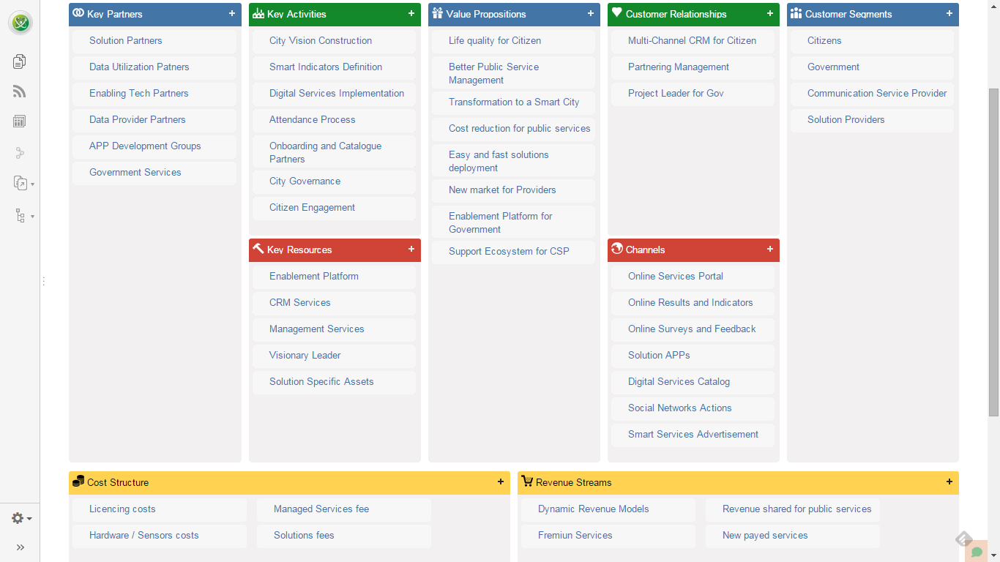 Key Partners +
Solution Partners
Data Utilization Patners
Enabling Tech Partners
Data Provider Partners
APP Development Groups
Government Services
Key Activities +
City Vision Construction
Smart Indicators Definition
Digital Services Implementation
Attendance Process
Onboarding and Catalogue
Partners
City Governance
Citizen Engagement
Key Resources +
Enablement Platform
CRM Services
Management Services
Visionary Leader
Solution Specific Assets
Value Propositions +
Life quality for Citizen
Better Public Service
Management
Transformation to a Smart City
Cost reduction for public services
Easy and fast solutions
deployment
New market for Providers
Enablement Platform for
Government
Support Ecosystem for CSP
Customer Relationships +
Multi-Channel CRM for Citizen
Partnering Management
Project Leader for Gov
Channels +
Online Services Portal
Online Results and Indicators
Online Surveys and Feedback
Solution APPs
Digital Services Catalog
Social Networks Actions
Smart Services Advertisement
Customer Segments +
Citizens
Government
Communication Service Provider
Solution Providers
Cost Structure +
Licencing costs
Managed Services fee
Hardware / Sensors costs
Solutions fees
Revenue Streams +
Dynamic Revenue Models
Revenue shared for public services
Fremiun Services
New payed services